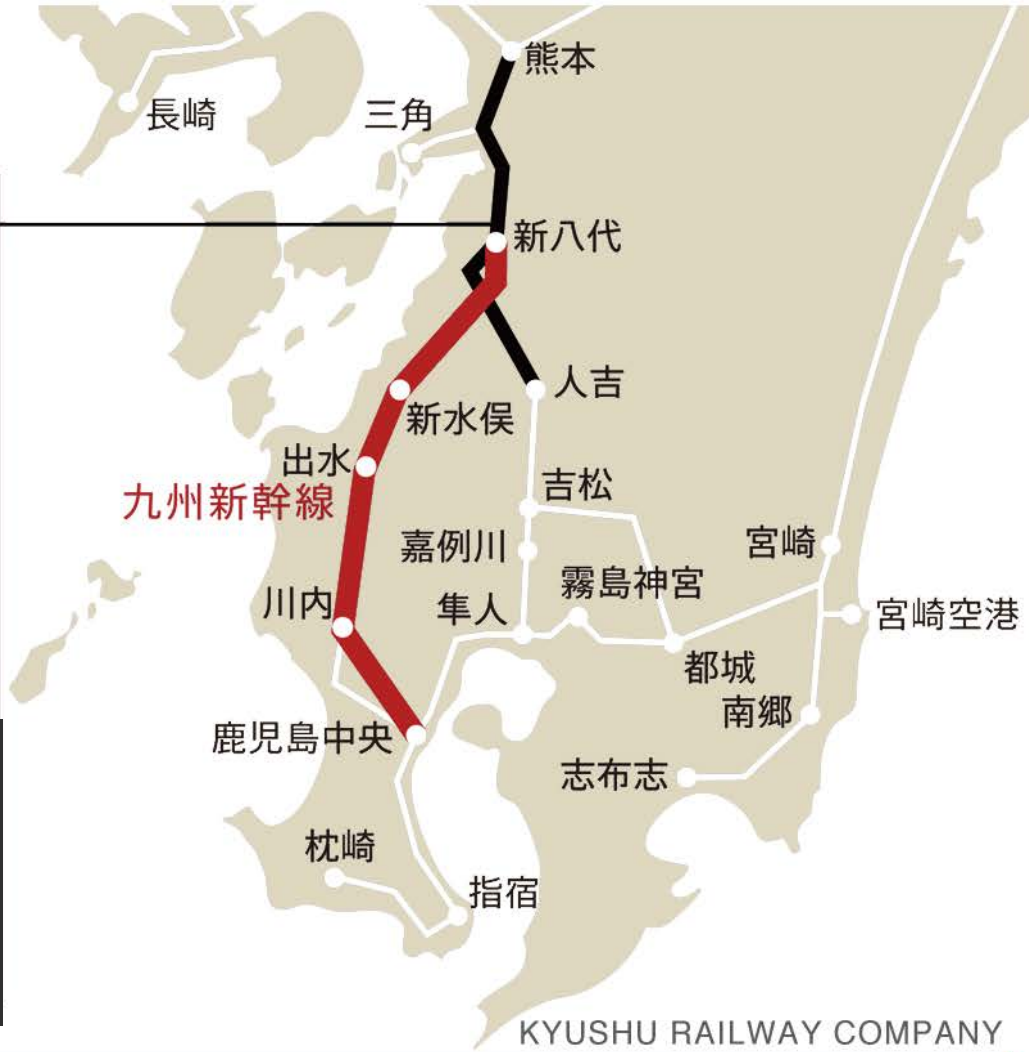 熊本
長崎
三角
新八代
人吉
新水俣
出水
九州新幹線
吉松
嘉例川
宮崎
霧島神宮
川内
隼人
宮崎空港
都城
南郷
鹿児島中央
志布志
枕崎
指宿
KYUSHU RAILWAY COMPANY